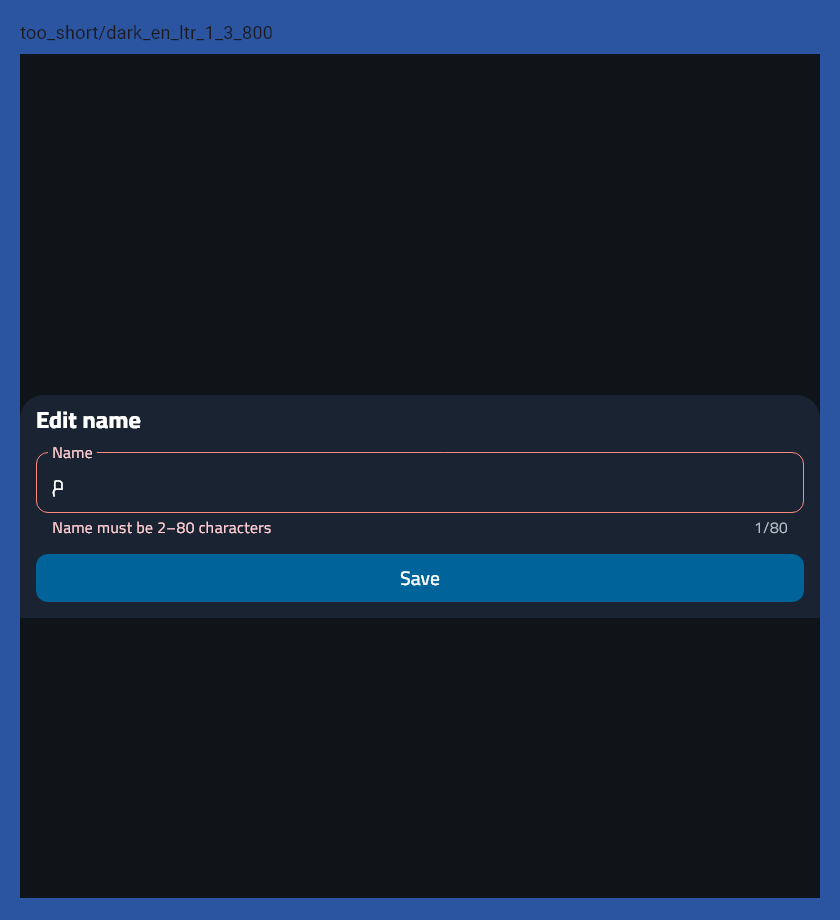 too_short/dark_en_ltr_1_3_800
Edit name
Name
م
Name must be 2–80 characters
1/80
Save